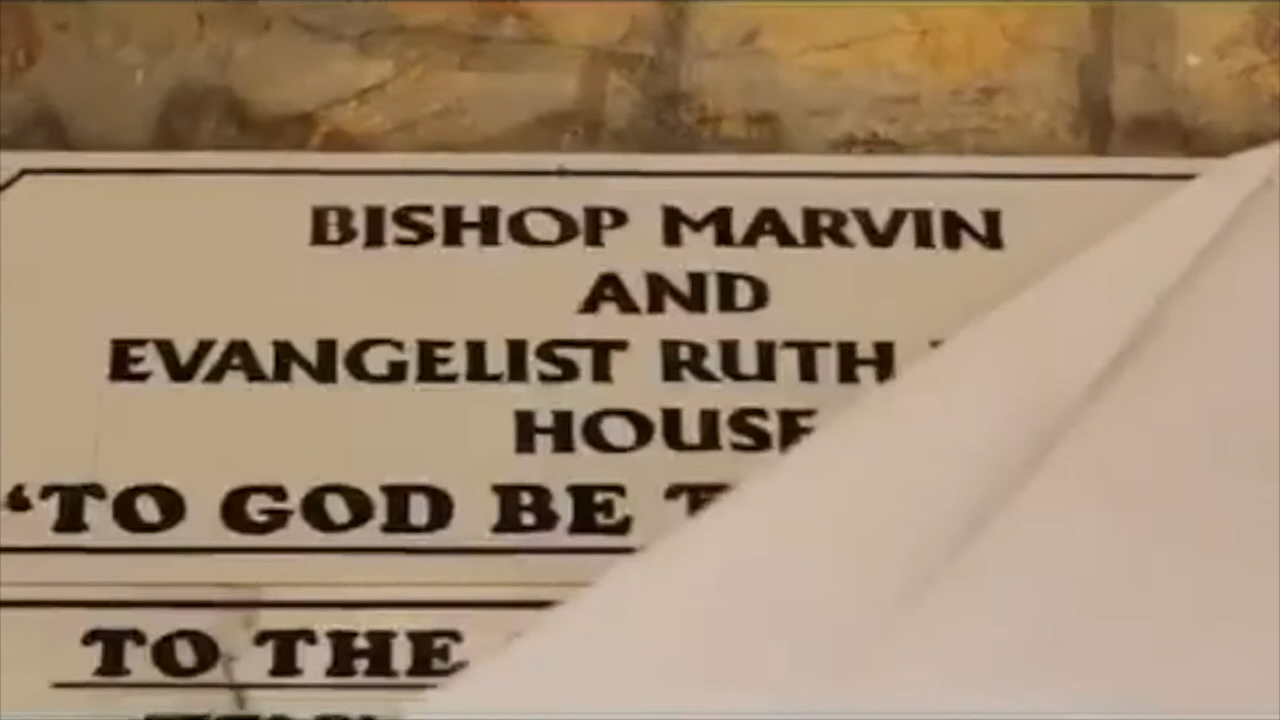 BISHOP MARVIN
AND
EVANGELIST RUTH
HOUSE
“TO GOD BE
TO THE